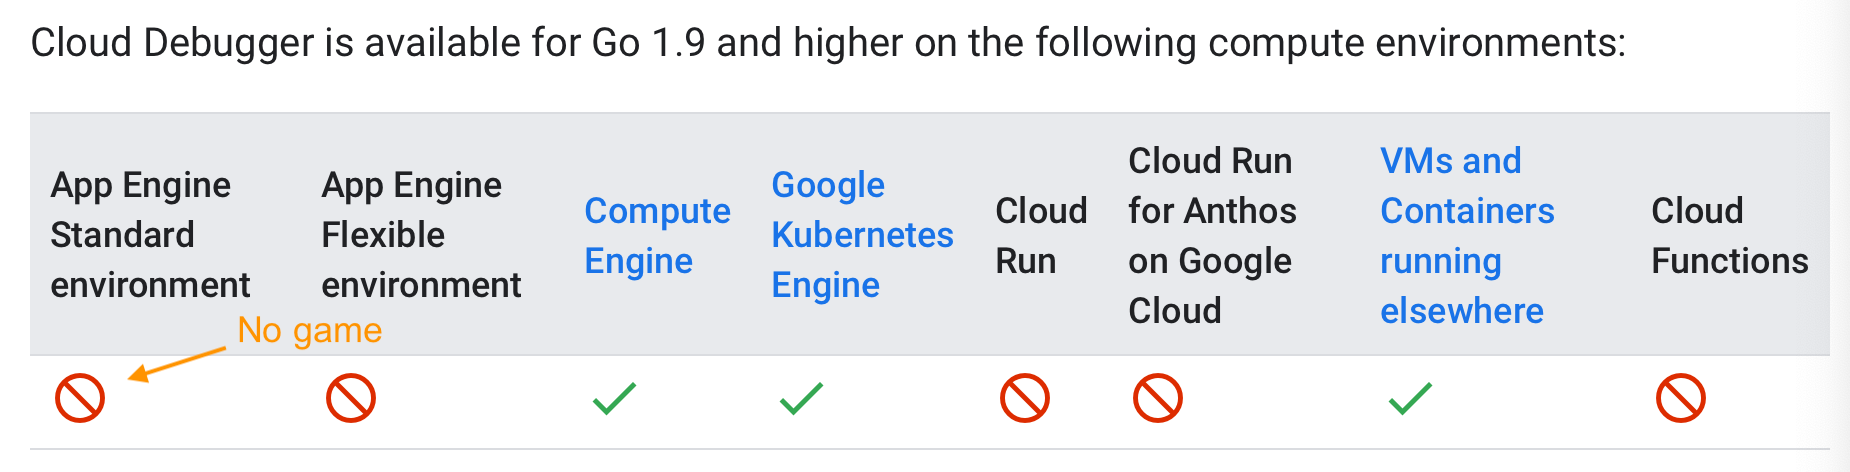 Cloud Debugger is available for Go 1.9 and higher on the following compute environments:
App Engine
Standard
environment
App Engine
Flexible
environment
Compute
Engine
Google
Kubernetes
Engine
Cloud
Run
Cloud Run
for Anthos
on Google
Cloud
VMs and
Containers
running
elsewhere
Cloud
Functions
No game